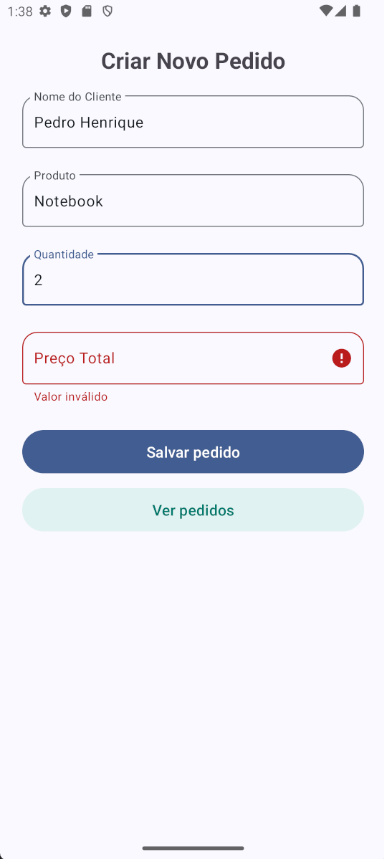 1:38
Criar Novo Pedido
Nome do Cliente
Pedro Henrique
Produto
Notebook
Quantidade
2
Preço Total
Valor inválido
Salvar pedido
Ver pedidos